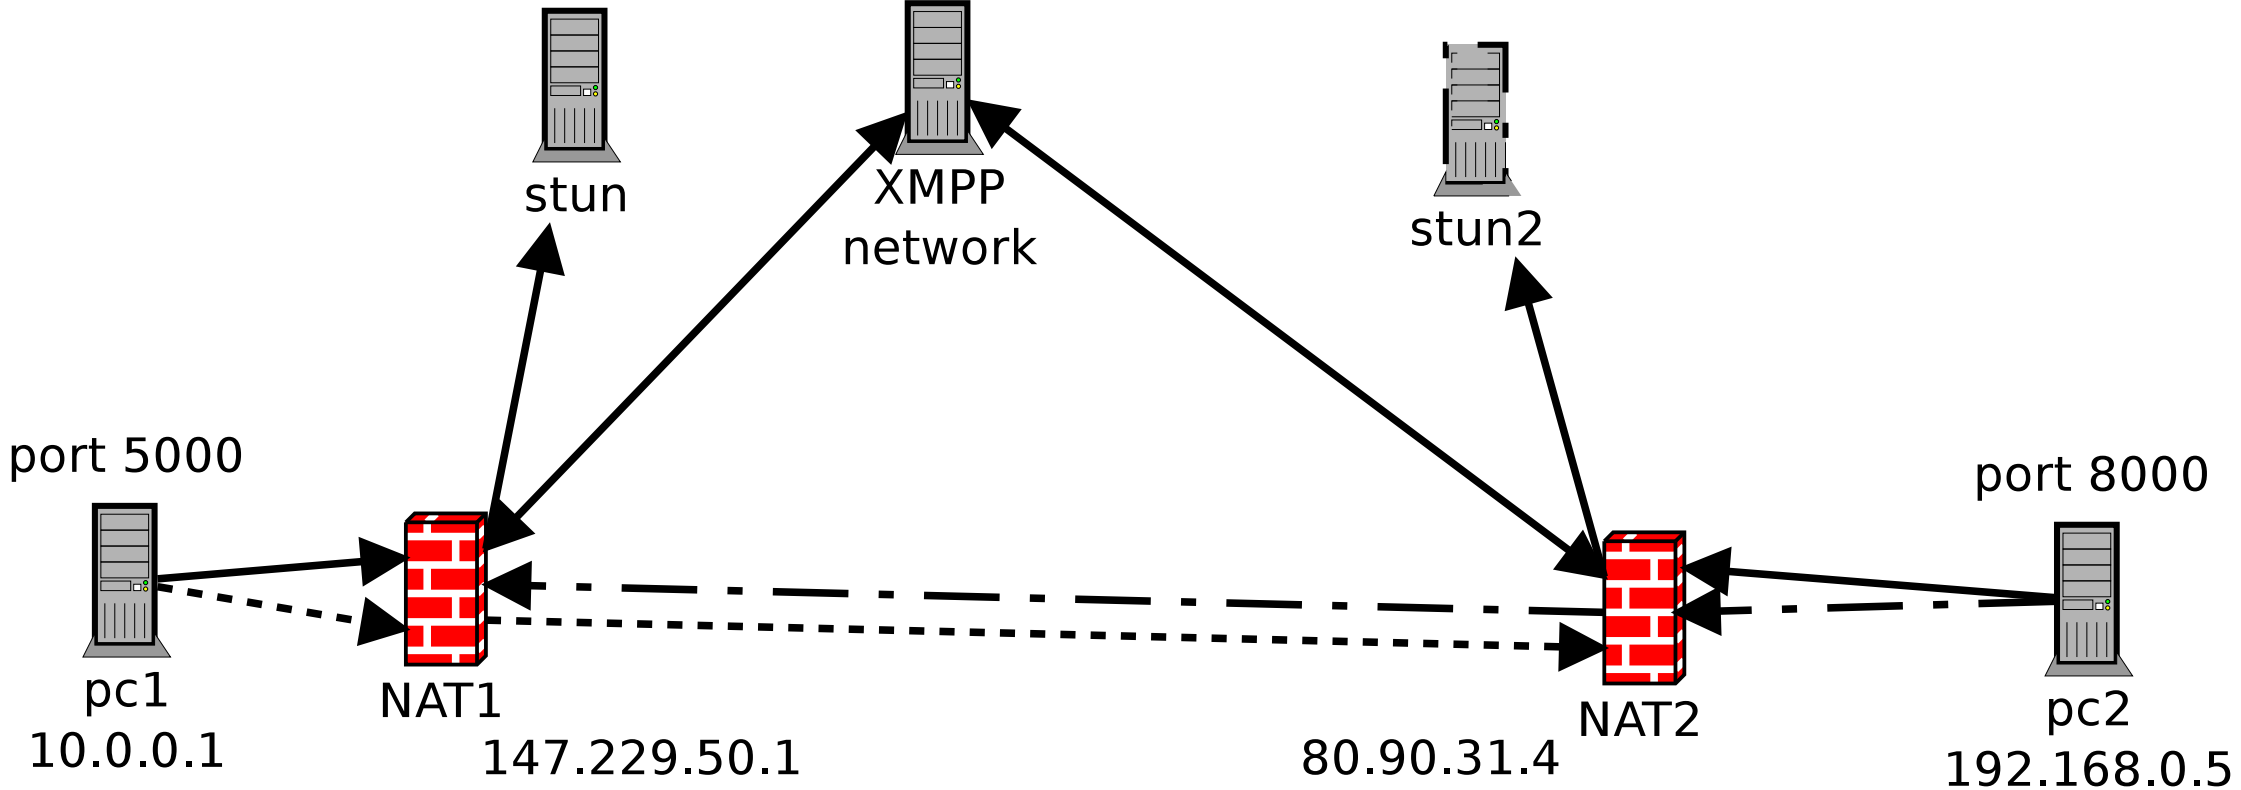 stun
XMPP
network
stun2
port 5000
port 8000
pc1
10.0.0.1
NAT1
147.229.50.1
80.90.31.4
NAT2
pc2
192.168.0.5